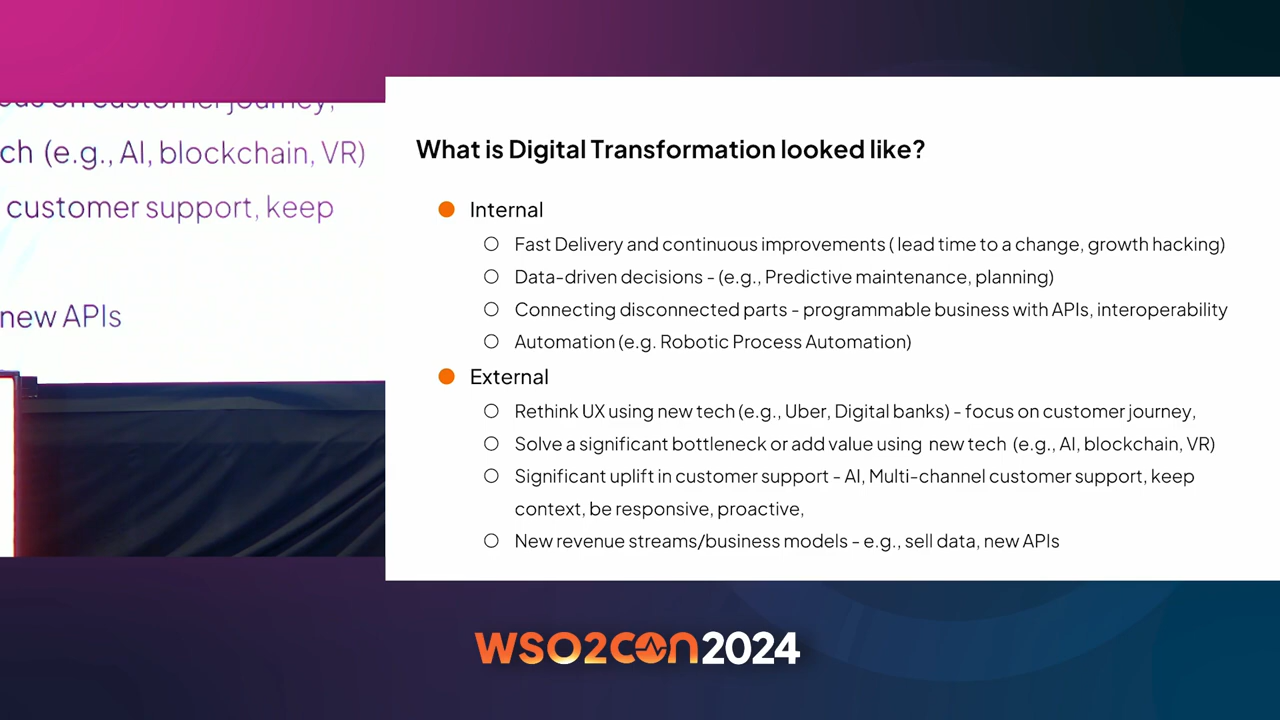 customer journey,
ch (e.g., AI, blockchain, VR)
customer support, keep
new APIs
What is Digital Transformation looked like?
Internal
Fast Delivery and continuous improvements ( lead time to a change, growth hacking)
Data-driven decisions - (e.g., Predictive maintenance, planning)
Connecting disconnected parts - programmable business with APIs, interoperability
Automation (e.g. Robotic Process Automation)
External
Rethink UX using new tech (e.g., Uber, Digital banks) - focus on customer journey,
Solve a significant bottleneck or add value using new tech (e.g., AI, blockchain, VR)
Significant uplift in customer support - AI, Multi-channel customer support, keep
context, be responsive, proactive,
New revenue streams/business models - e.g., sell data, new APIs
WSO2CON2024